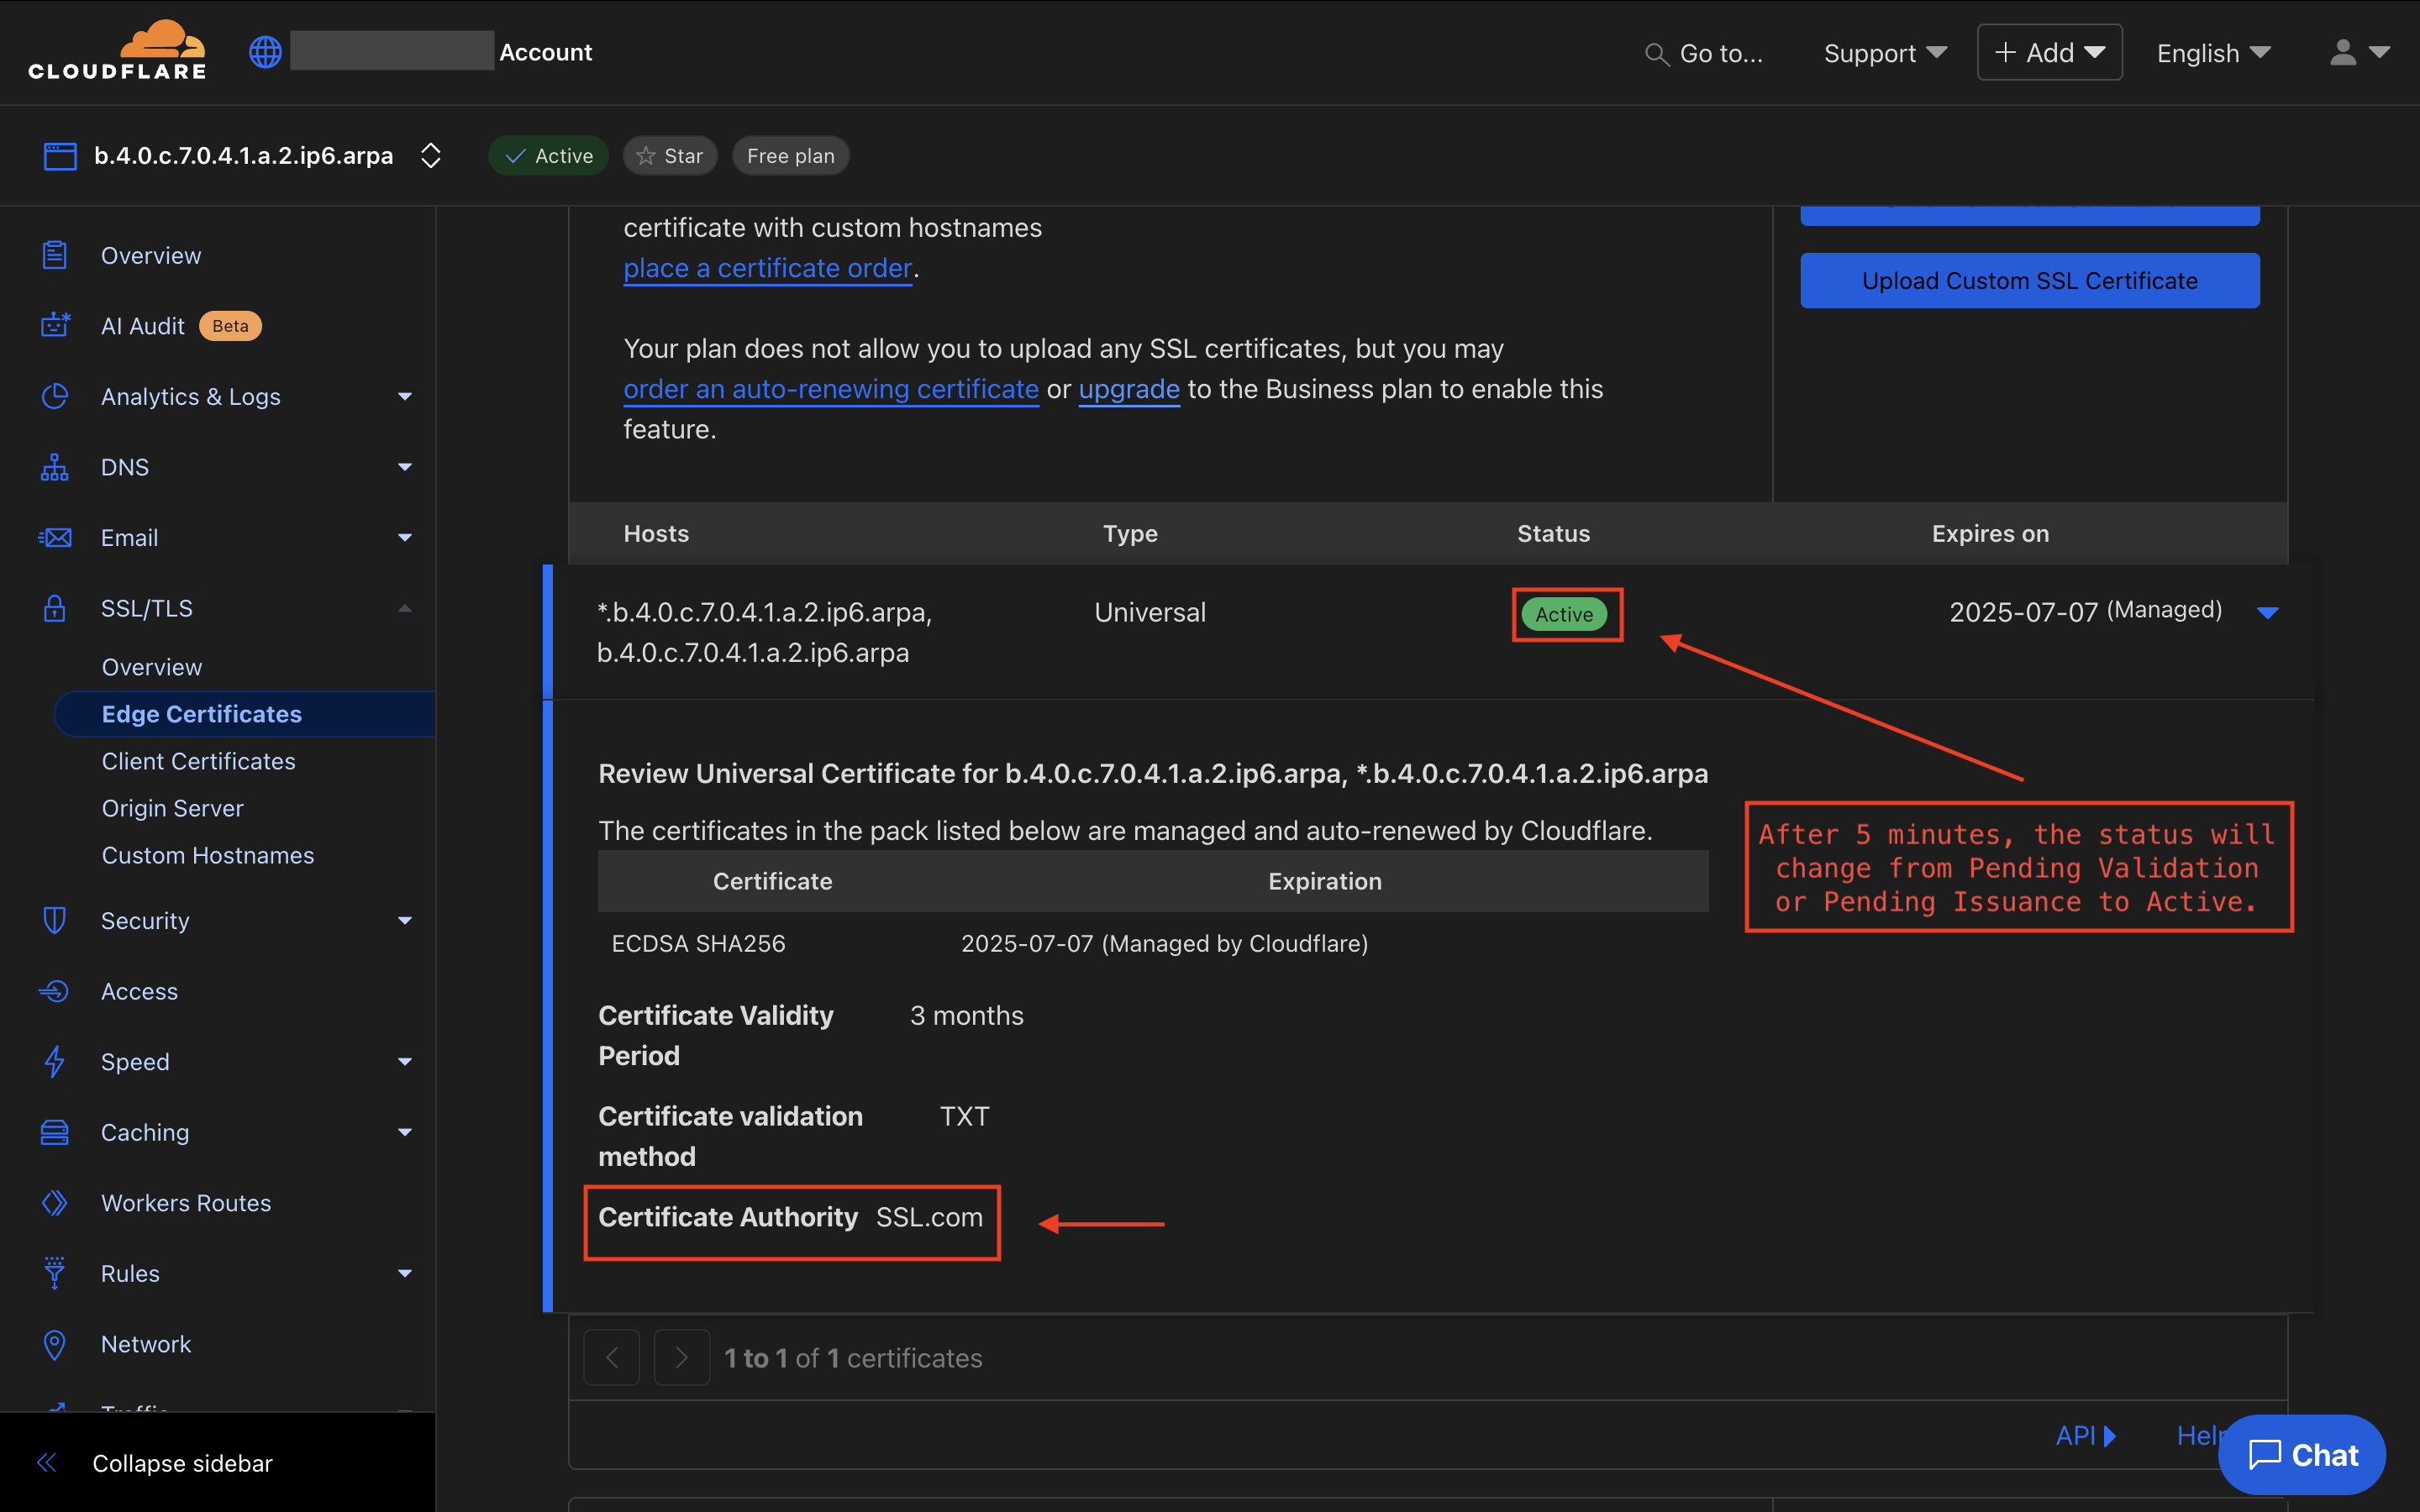 CLOUDFLARE
Account
Go to...
Support
+ Add
English
b.4.0.c.7.0.4.1.a.2.ip6.arpa
Active
Star
Free plan
Overview
AI Audit Beta
Analytics & Logs
DNS
Email
SSL/TLS
Overview
Edge Certificates
Client Certificates
Origin Server
Custom Hostnames
Security
Access
Speed
Caching
Workers Routes
Rules
Network
Traffic
Collapse sidebar
certificate with custom hostnames
place a certificate order.
Your plan does not allow you to upload any SSL certificates, but you may
order an auto-renewing certificate or upgrade to the Business plan to enable this
feature.
Upload Custom SSL Certificate
Hosts Type Status Expires on
*.b.4.0.c.7.0.4.1.a.2.ip6.arpa,
b.4.0.c.7.0.4.1.a.2.ip6.arpa
Universal
Active
2025-07-07 (Managed)
Review Universal Certificate for b.4.0.c.7.0.4.1.a.2.ip6.arpa, *.b.4.0.c.7.0.4.1.a.2.ip6.arpa
The certificates in the pack listed below are managed and auto-renewed by Cloudflare.
Certificate Expiration
ECDSA SHA256 2025-07-07 (Managed by Cloudflare)
Certificate Validity
Period
3 months
Certificate validation
method
TXT
Certificate Authority SSL.com
After 5 minutes, the status will
change from Pending Validation
or Pending Issuance to Active.
1 to 1 of 1 certificates
API
Help
Chat